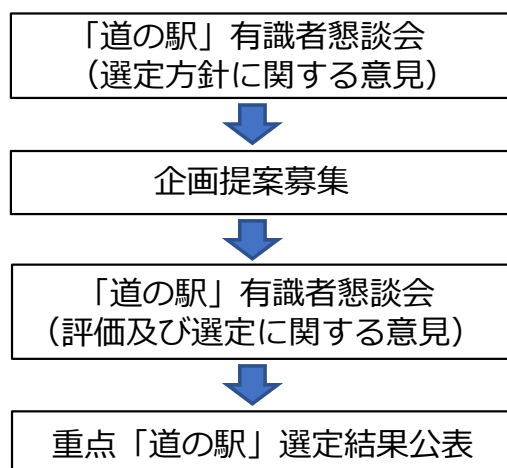 「道の駅」有識者懇談会
（選定方針に関する意見）
企画提案募集
「道の駅」有識者懇談会
（評価及び選定に関する意見）
重点「道の駅」選定結果公表